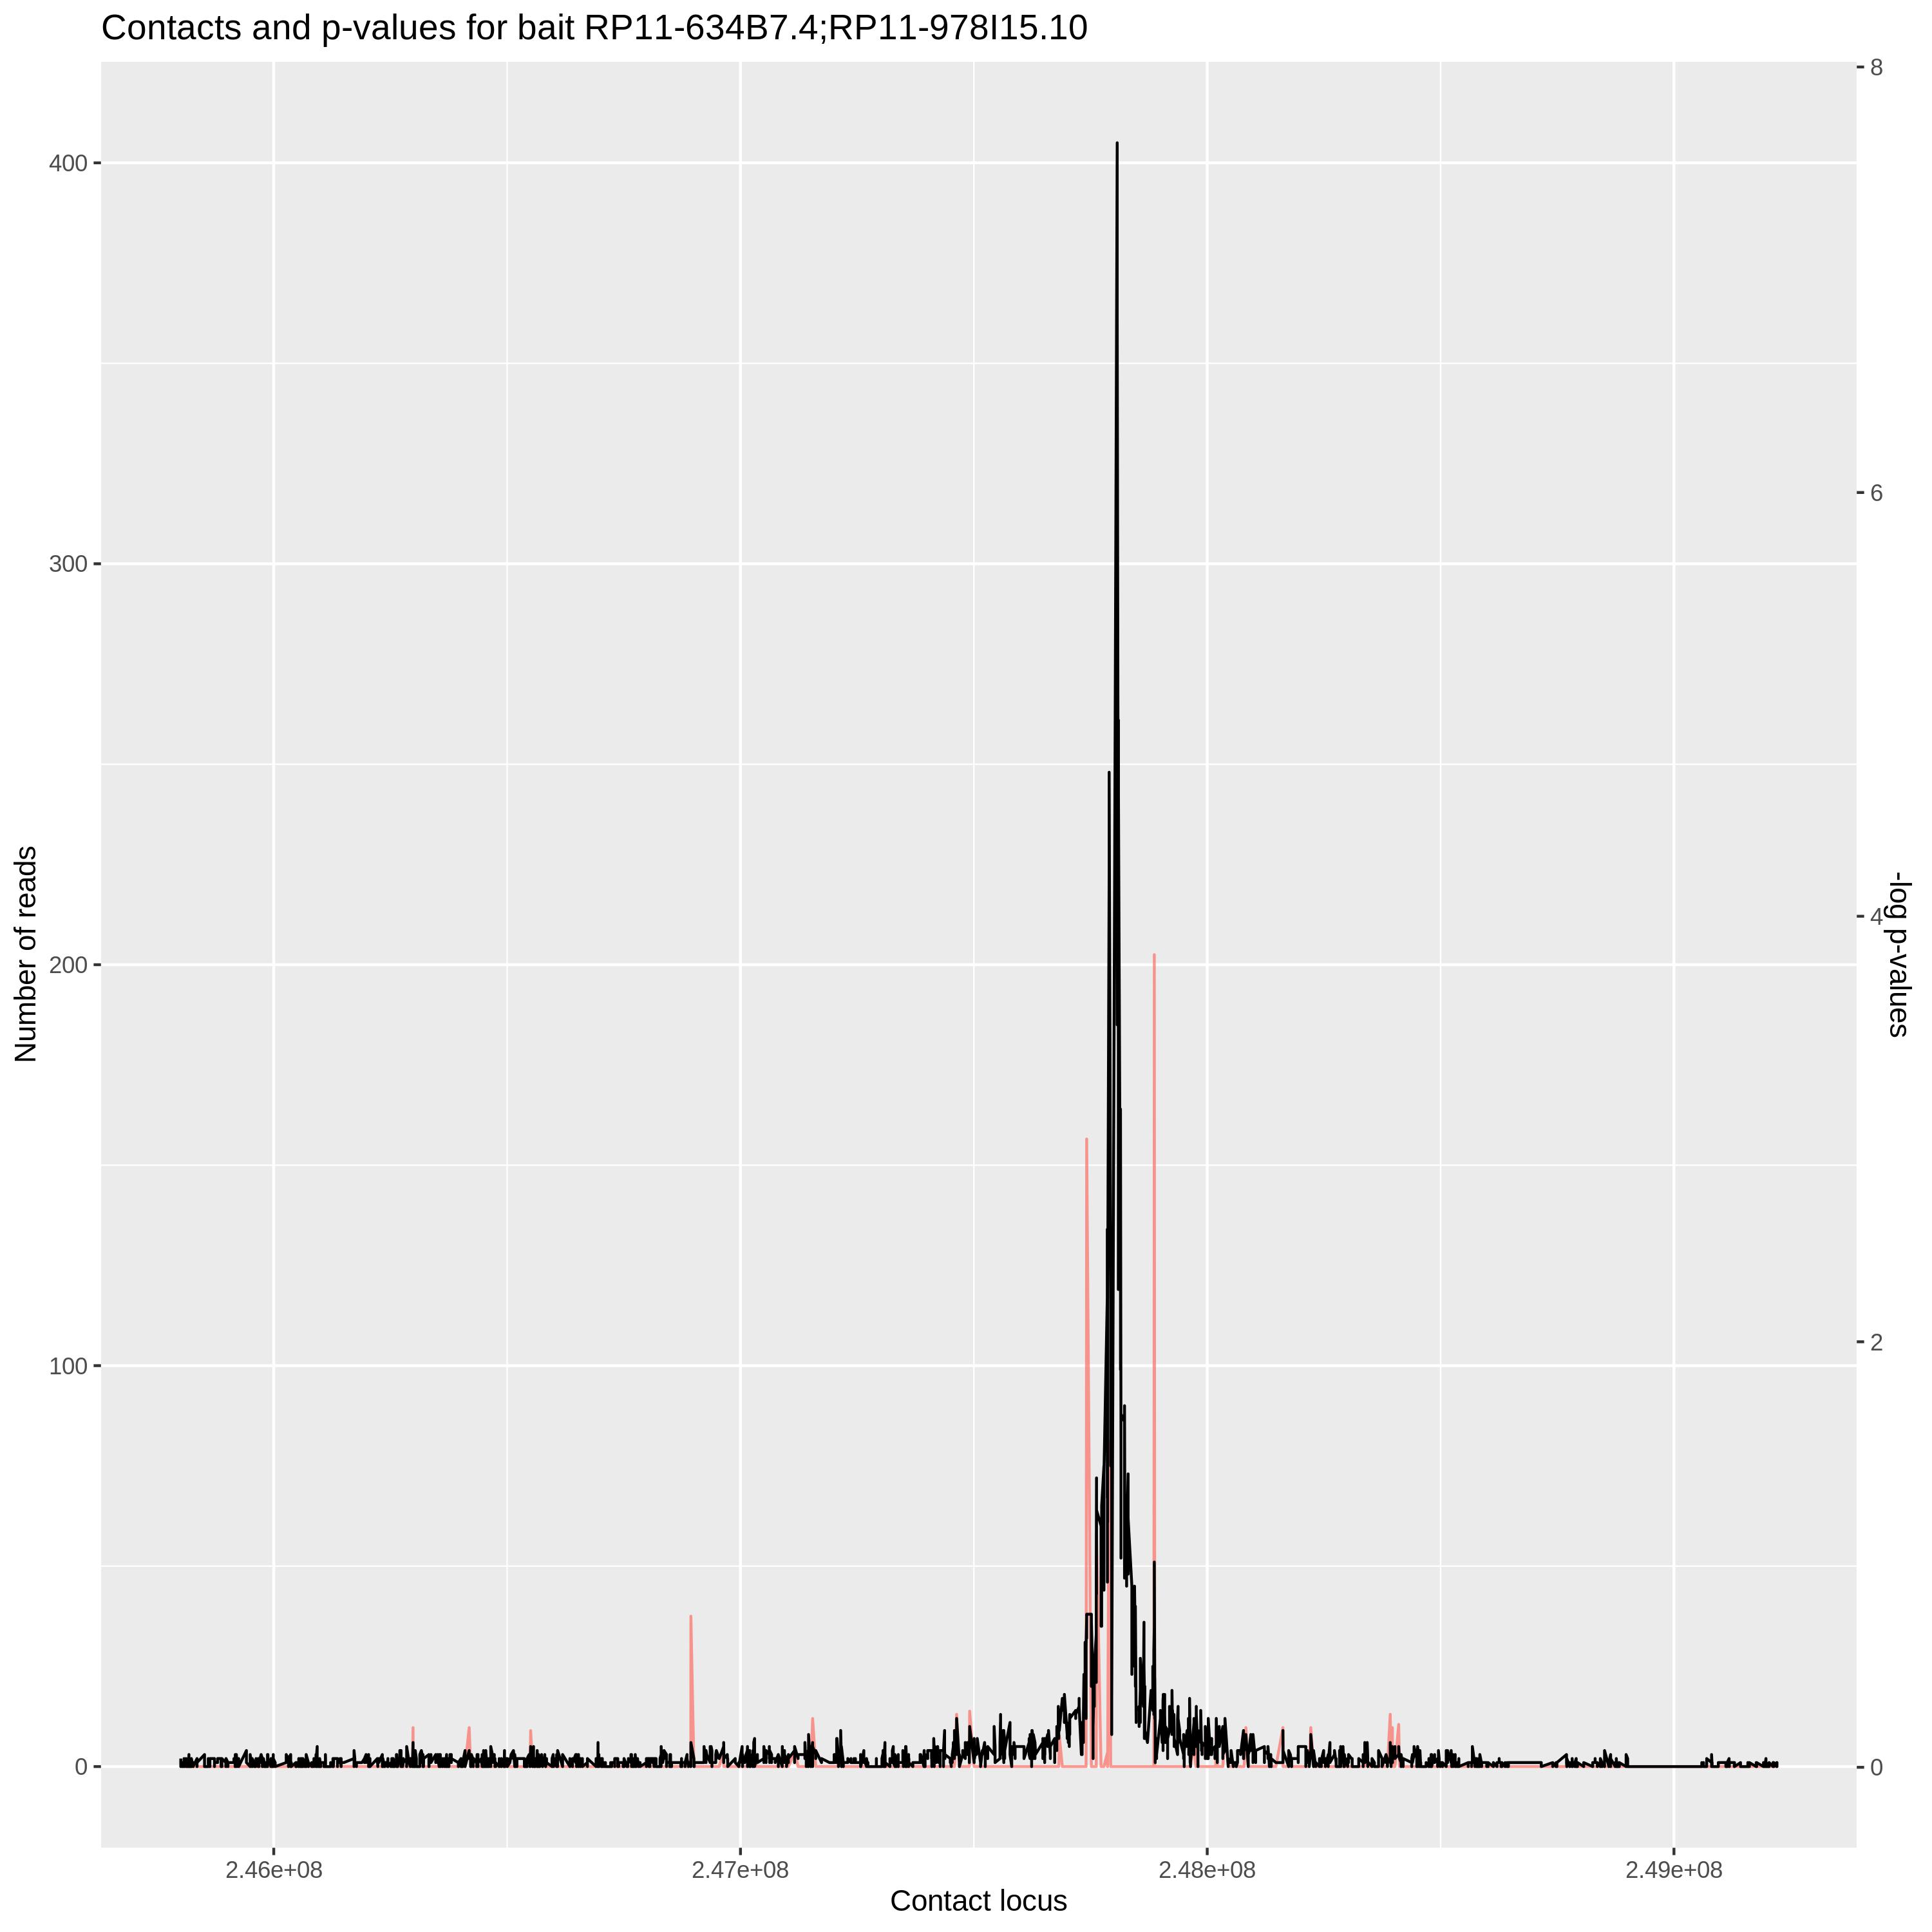 Contacts and p-values for bait RP11-634B7.4;RP11-978I15.10
8
400
6
300
4
200
2
100
0
0
Number of reads
-log p-values
2.46e+08
2.47e+08
2.48e+08
2.49e+08
Contact locus